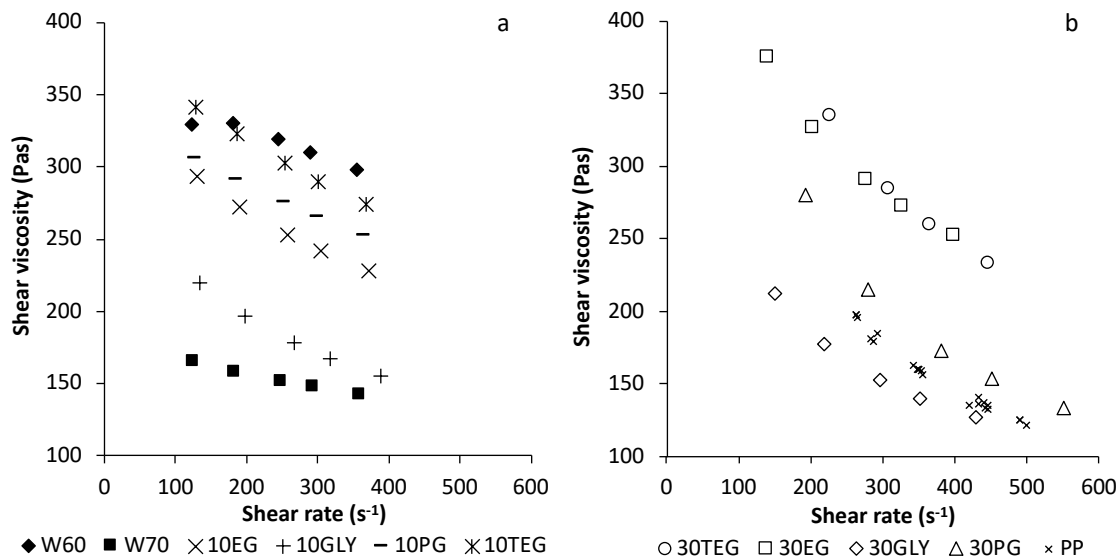 a
400
350
300
250
200
150
100
Shear viscosity (Pas)
0 100 200 300 400 500 600
Shear rate (s⁻¹)
W60 W70 10EG 10GLY 10PG 10TEG
b
400
350
300
250
200
150
100
Shear viscosity (Pas)
0 100 200 300 400 500 600
Shear rate (s⁻¹)
30TEG 30EG 30GLY 30PG PP